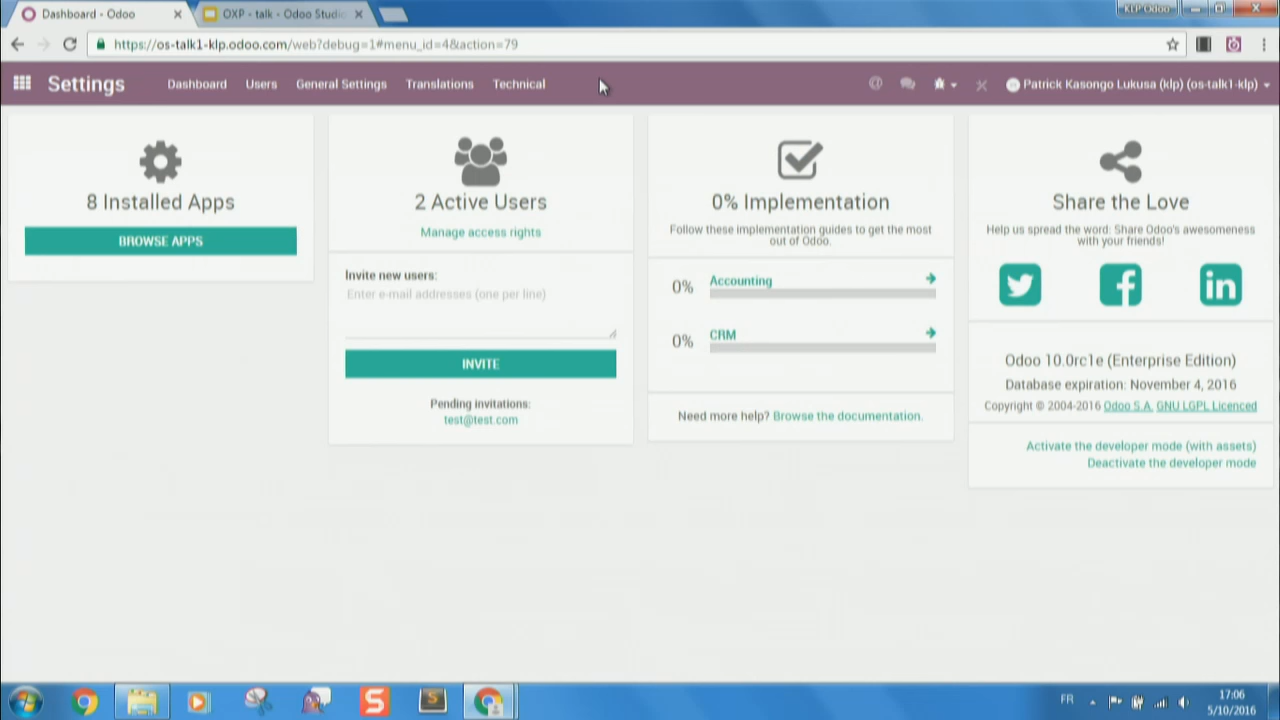 Dashboard - Odoo
OXP - talk - Odoo Studio
KLP Odoo
https://os-talk1-klp.odoo.com/web?debug=1#menu_id=4&action=79
Settings
Dashboard
Users
General Settings
Translations
Technical
Patrick Kasongo Lukusa (klp) (os-talk1-klp)
8 Installed Apps
BROWSE APPS
2 Active Users
Manage access rights
Invite new users:
Enter e-mail addresses (one per line)
INVITE
Pending invitations:
test@test.com
0% Implementation
Follow these implementation guides to get the most
out of Odoo.
0% Accounting
0% CRM
Need more help? Browse the documentation.
Share the Love
Help us spread the word: Share Odoo's awesomeness
with your friends!
Odoo 10.0rc1e (Enterprise Edition)
Database expiration: November 4, 2016
Copyright © 2004-2016 Odoo S.A. GNU LGPL Licenced
Activate the developer mode (with assets)
Deactivate the developer mode
FR
17:06
5/10/2016